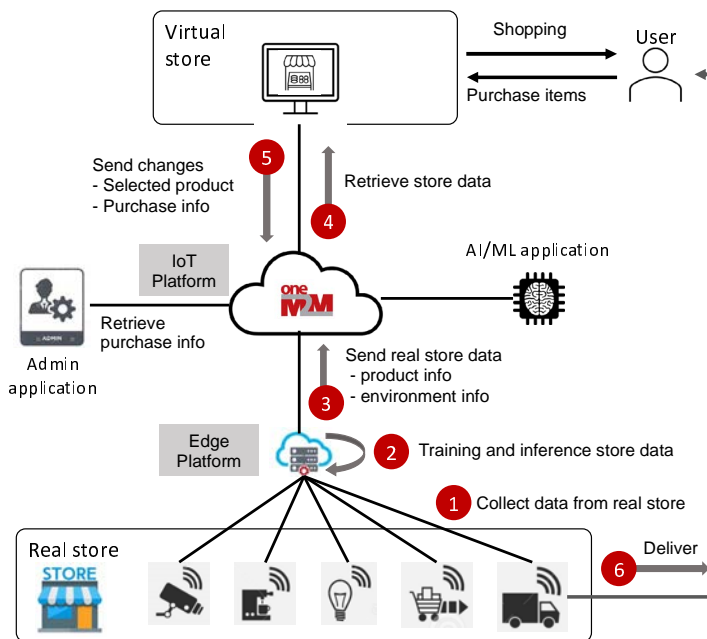 Virtual
store
88
Shopping
User
Purchase items
5
Send changes
- Selected product
- Purchase info
Retrieve store data
4
IoT
Platform
one
M2M
AI/ML application
ADMIN
Retrieve
purchase info
Admin
application
Send real store data
- product info
- environment info
3
Edge
Platform
2
Training and inference store data
1
Collect data from real store
Real store
STORE
6
Deliver